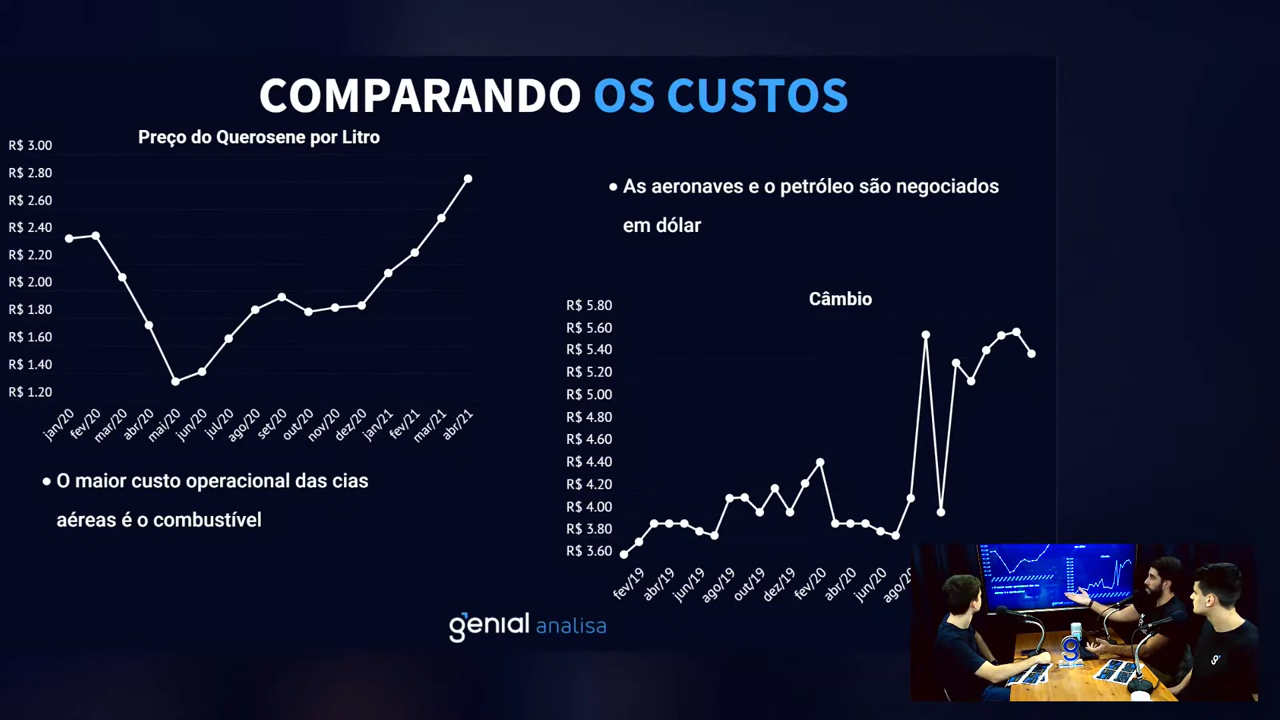 COMPARANDO OS CUSTOS
Preço do Querosene por Litro
R$ 3.00
R$ 2.80
R$ 2.60
R$ 2.40
R$ 2.20
R$ 2.00
R$ 1.80
R$ 1.60
R$ 1.40
R$ 1.20
jan/20
fev/20
mar/20
abr/20
mai/20
jun/20
jul/20
ago/20
set/20
out/20
nov/20
dez/20
jan/21
fev/21
mar/21
abr/21
• O maior custo operacional das cias
aéreas é o combustível
• As aeronaves e o petróleo são negociados
em dólar
Câmbio
R$ 5.80
R$ 5.60
R$ 5.40
R$ 5.20
R$ 5.00
R$ 4.80
R$ 4.60
R$ 4.40
R$ 4.20
R$ 4.00
R$ 3.80
R$ 3.60
fev/19
abr/19
jun/19
ago/19
out/19
dez/19
fev/20
abr/20
jun/20
ago/20
genial analisa